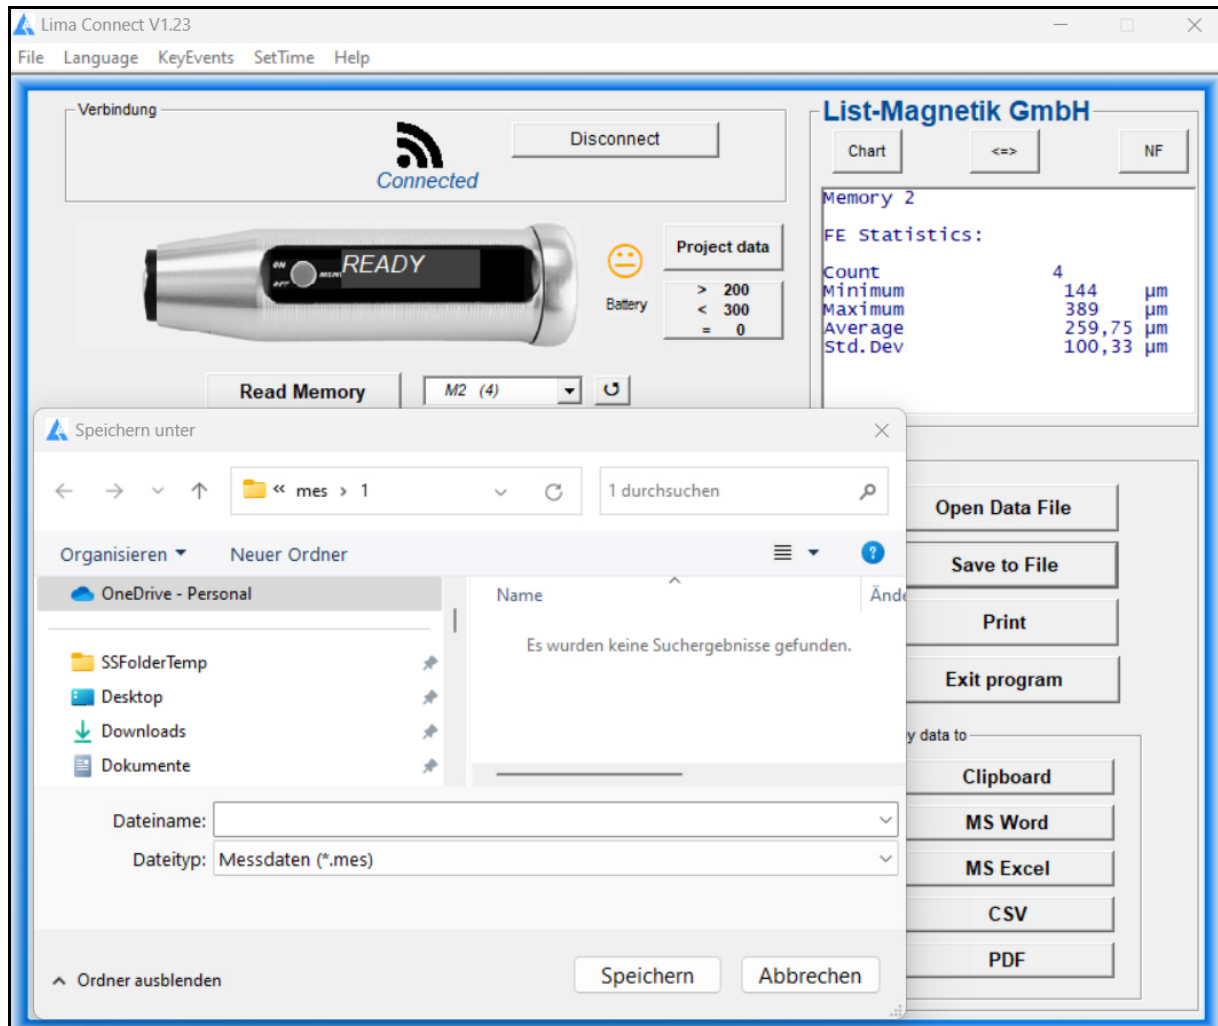 Lima Connect V1.23
File Language KeyEvents SetTime Help
Verbindung
Disconnect
Connected
List-Magnetik GmbH
Chart <=> NF
ON
OFF
MENU
READY
Battery
Project data
> 200
< 300
= 0
Memory 2
FE Statistics:
Count 4
Minimum 144 µm
Maximum 389 µm
Average 259,75 µm
Std.Dev 100,33 µm
Read Memory M2 (4)
Speichern unter
« mes › 1
1 durchsuchen
Organisieren Neuer Ordner ?
OneDrive - Personal
SSFolderTemp
Desktop
Downloads
Dokumente
Name Ände
Es wurden keine Suchergebnisse gefunden.
Dateiname:
Dateityp: Messdaten (*.mes)
Ordner ausblenden
Speichern Abbrechen
Open Data File
Save to File
Print
Exit program
y data to
Clipboard
MS Word
MS Excel
CSV
PDF